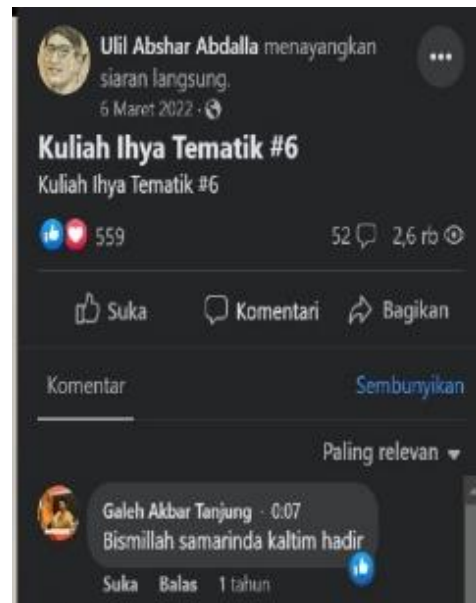 Ulil Abshar Abdalla menayangkan
siaran langsung.
6 Maret 2022 ·
Kuliah Ihya Tematik #6
Kuliah Ihya Tematik #6
559 52 2,6 rb
Suka Komentari Bagikan
Komentar Sembunyikan
Paling relevan
Galeh Akbar Tanjung · 0:07
Bismillah samarinda kaltim hadir
Suka Balas 1 tahun